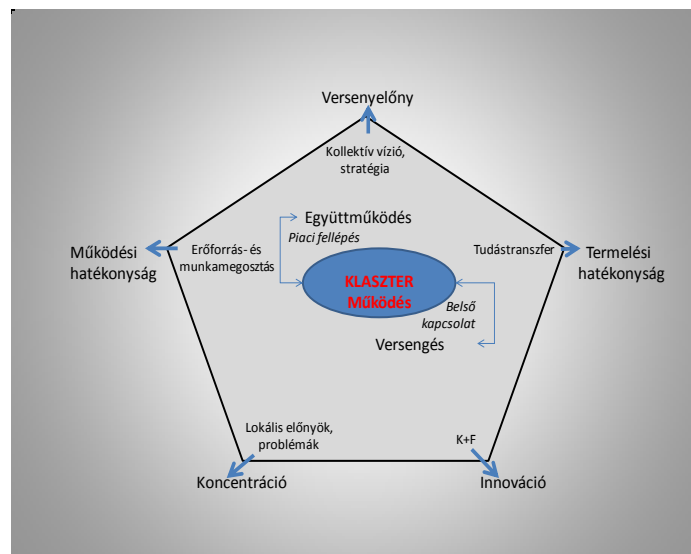 Versenyelőny
Kollektív vízió,
stratégia
Együttműködés
Piaci fellépés
Működési
hatékonyság
Erőforrás- és
munkamegosztás
Tudástranszfer
Termelési
hatékonyság
KLASZTER
Működés
Belső
kapcsolat
Versengés
Lokális előnyök,
problémák
K+F
Koncentráció
Innováció